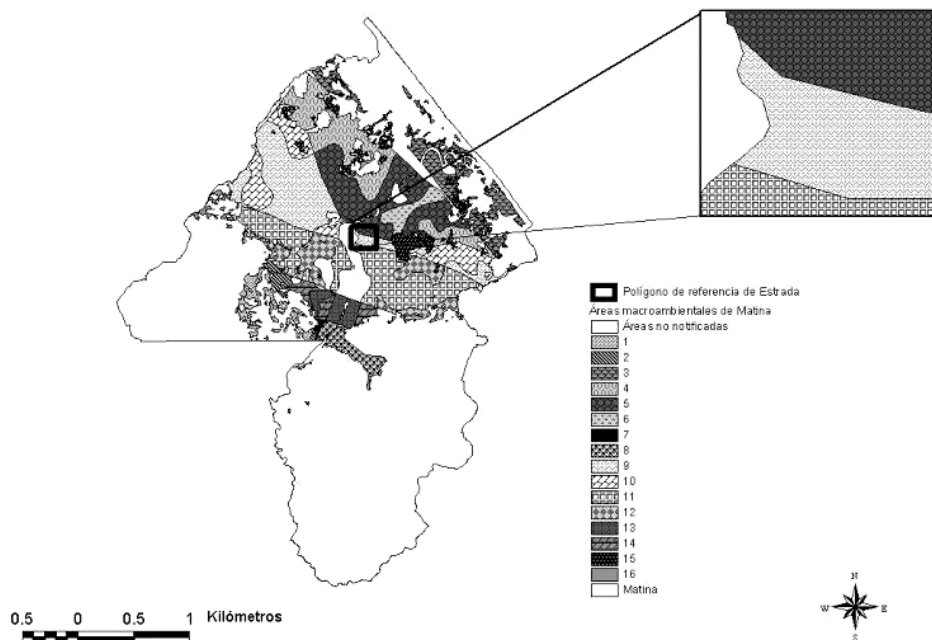 Polígono de referencia de Estrada
Áreas macroambientales de Matina
Áreas no notificadas
1
2
3
4
5
6
7
8
9
10
11
12
13
14
15
16
Matina
0.5 0 0.5 1 Kilómetros
N
W E
S